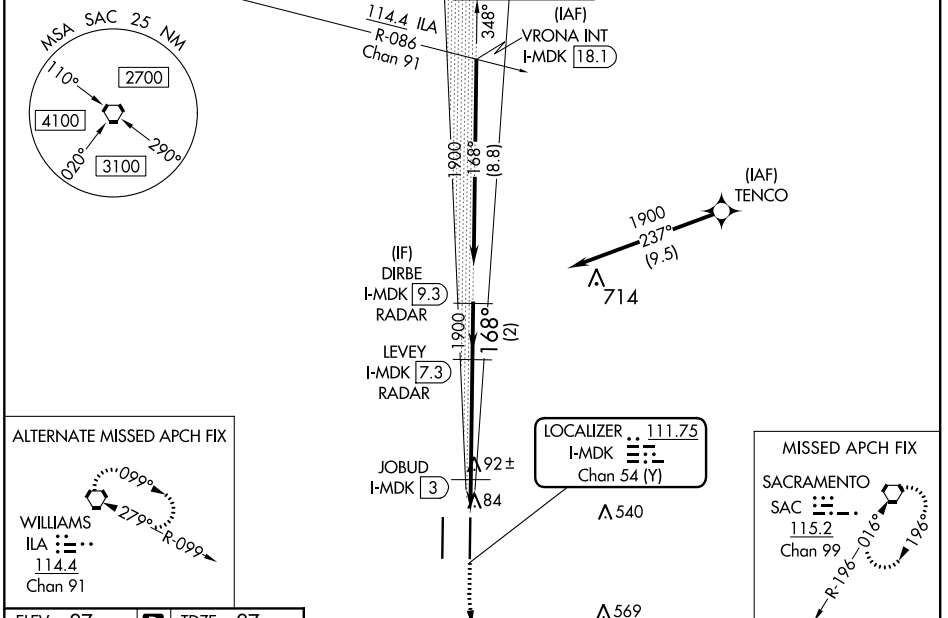 114.4 ILA
R-086
Chan 91
348°
(IAF)
VRONA INT
I-MDK 18.1
MSA SAC 25 NM
110°
2700
4100
020°
3100
290°
1900
168°
(8.8)
(IAF)
TENCO
1900
237°
(9.5)
714
(IF)
DIRBE
I-MDK 9.3
RADAR
1900
168°
(2)
LEVEY
I-MDK 7.3
RADAR
JOBUD
I-MDK 3
92±
84
LOCALIZER 111.75
I-MDK
Chan 54 (Y)
540
569
ALTERNATE MISSED APCH FIX
099°
279°
R-099
WILLIAMS
ILA
114.4
Chan 91
MISSED APCH FIX
SACRAMENTO
SAC
115.2
Chan 99
R-196
016°
196°
ELEV 27
D
TDZE 27